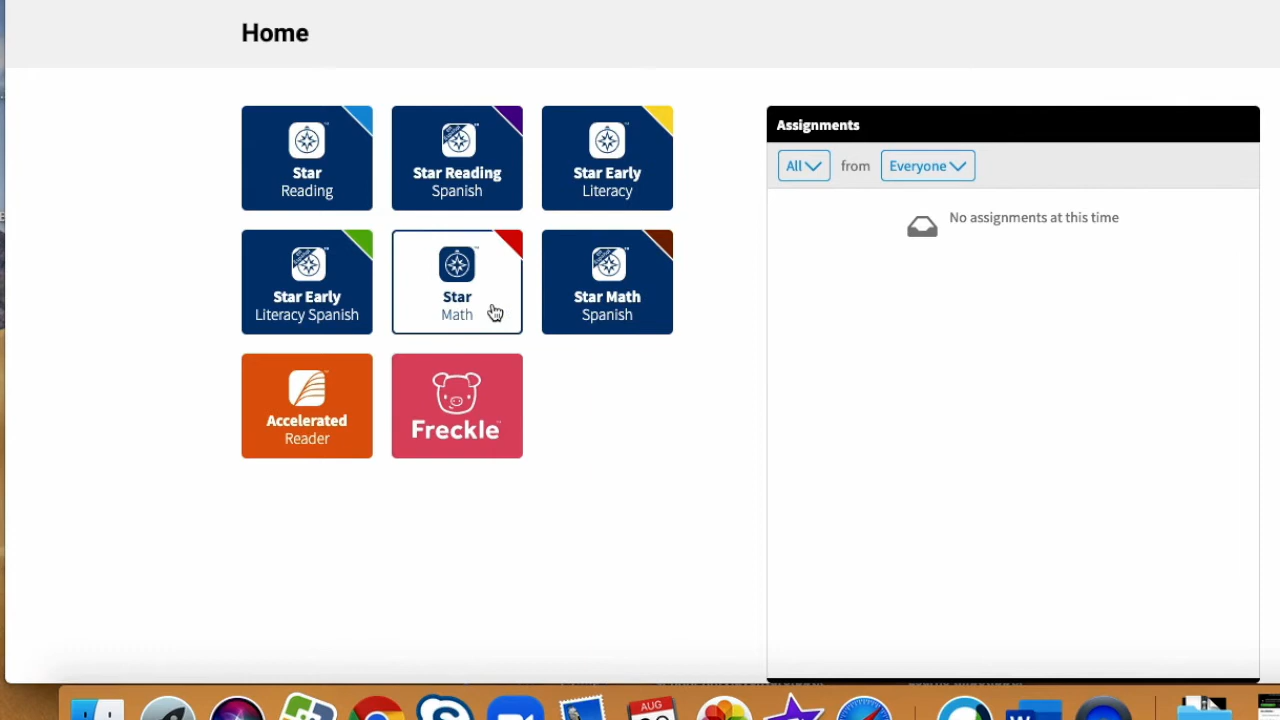 Home
Star
Reading
Star Reading
Spanish
Star Early
Literacy
Star Early
Literacy Spanish
Star
Math
Star Math
Spanish
Accelerated
Reader
Freckle
Assignments
All from Everyone
No assignments at this time
AUG